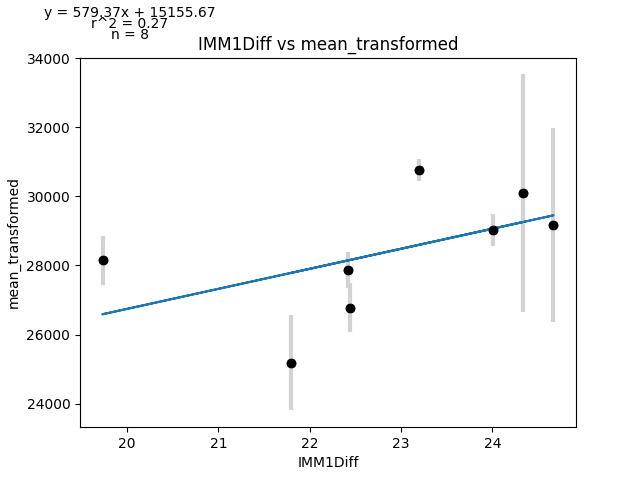 y = 579.37x + 15155.67
r^2 = 0.27
n = 8
IMM1Diff vs mean_transformed
34000
32000
30000
28000
26000
24000
mean_transformed
20 21 22 23 24
IMM1Diff